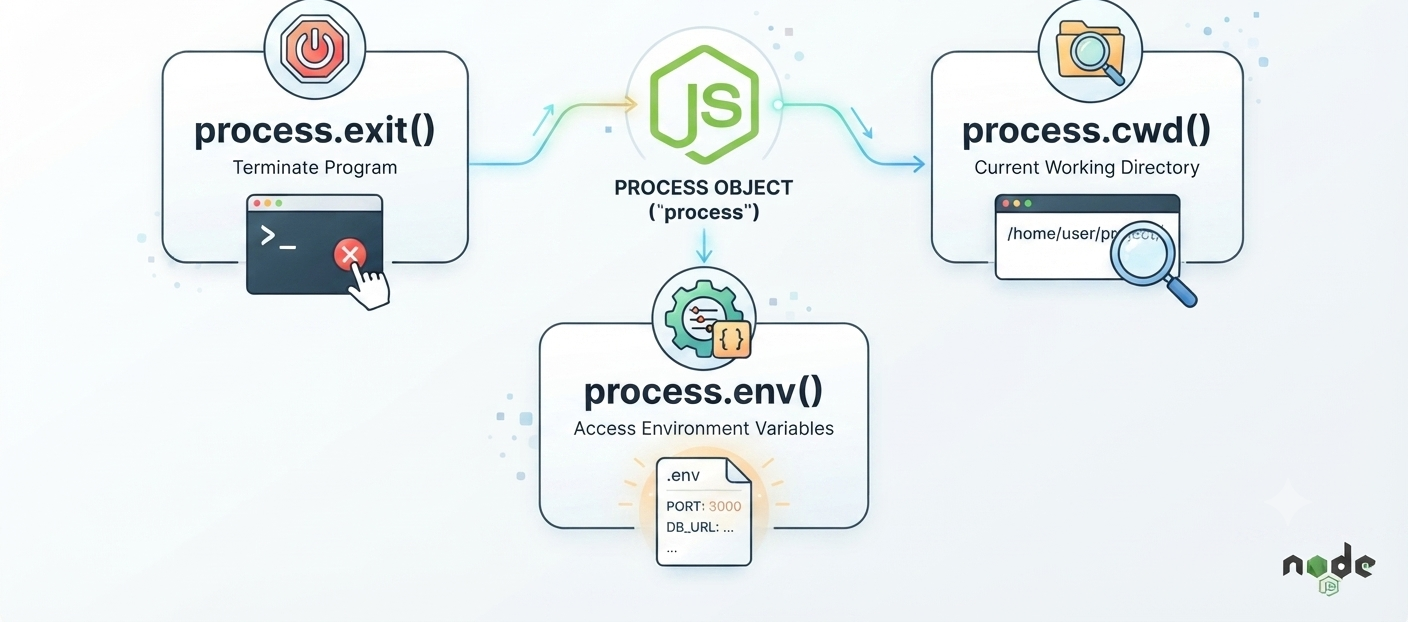 process.exit()
Terminate Program
>_
JS
PROCESS OBJECT
("process")
process.cwd()
Current Working Directory
/home/user/project/
{ }
process.env()
Access Environment Variables
.env
PORT: 3000
DB_URL: ...
...
node
JS